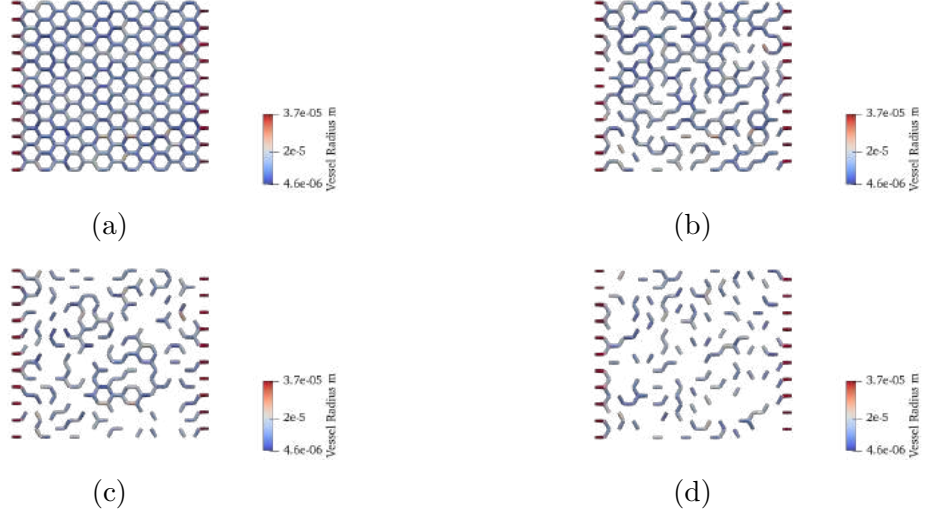 3.7e-05
2e-5
4.6e-06
Vessel Radius m
(a)
3.7e-05
2e-5
4.6e-06
Vessel Radius m
(b)
3.7e-05
2e-5
4.6e-06
Vessel Radius m
(c)
3.7e-05
2e-5
4.6e-06
Vessel Radius m
(d)